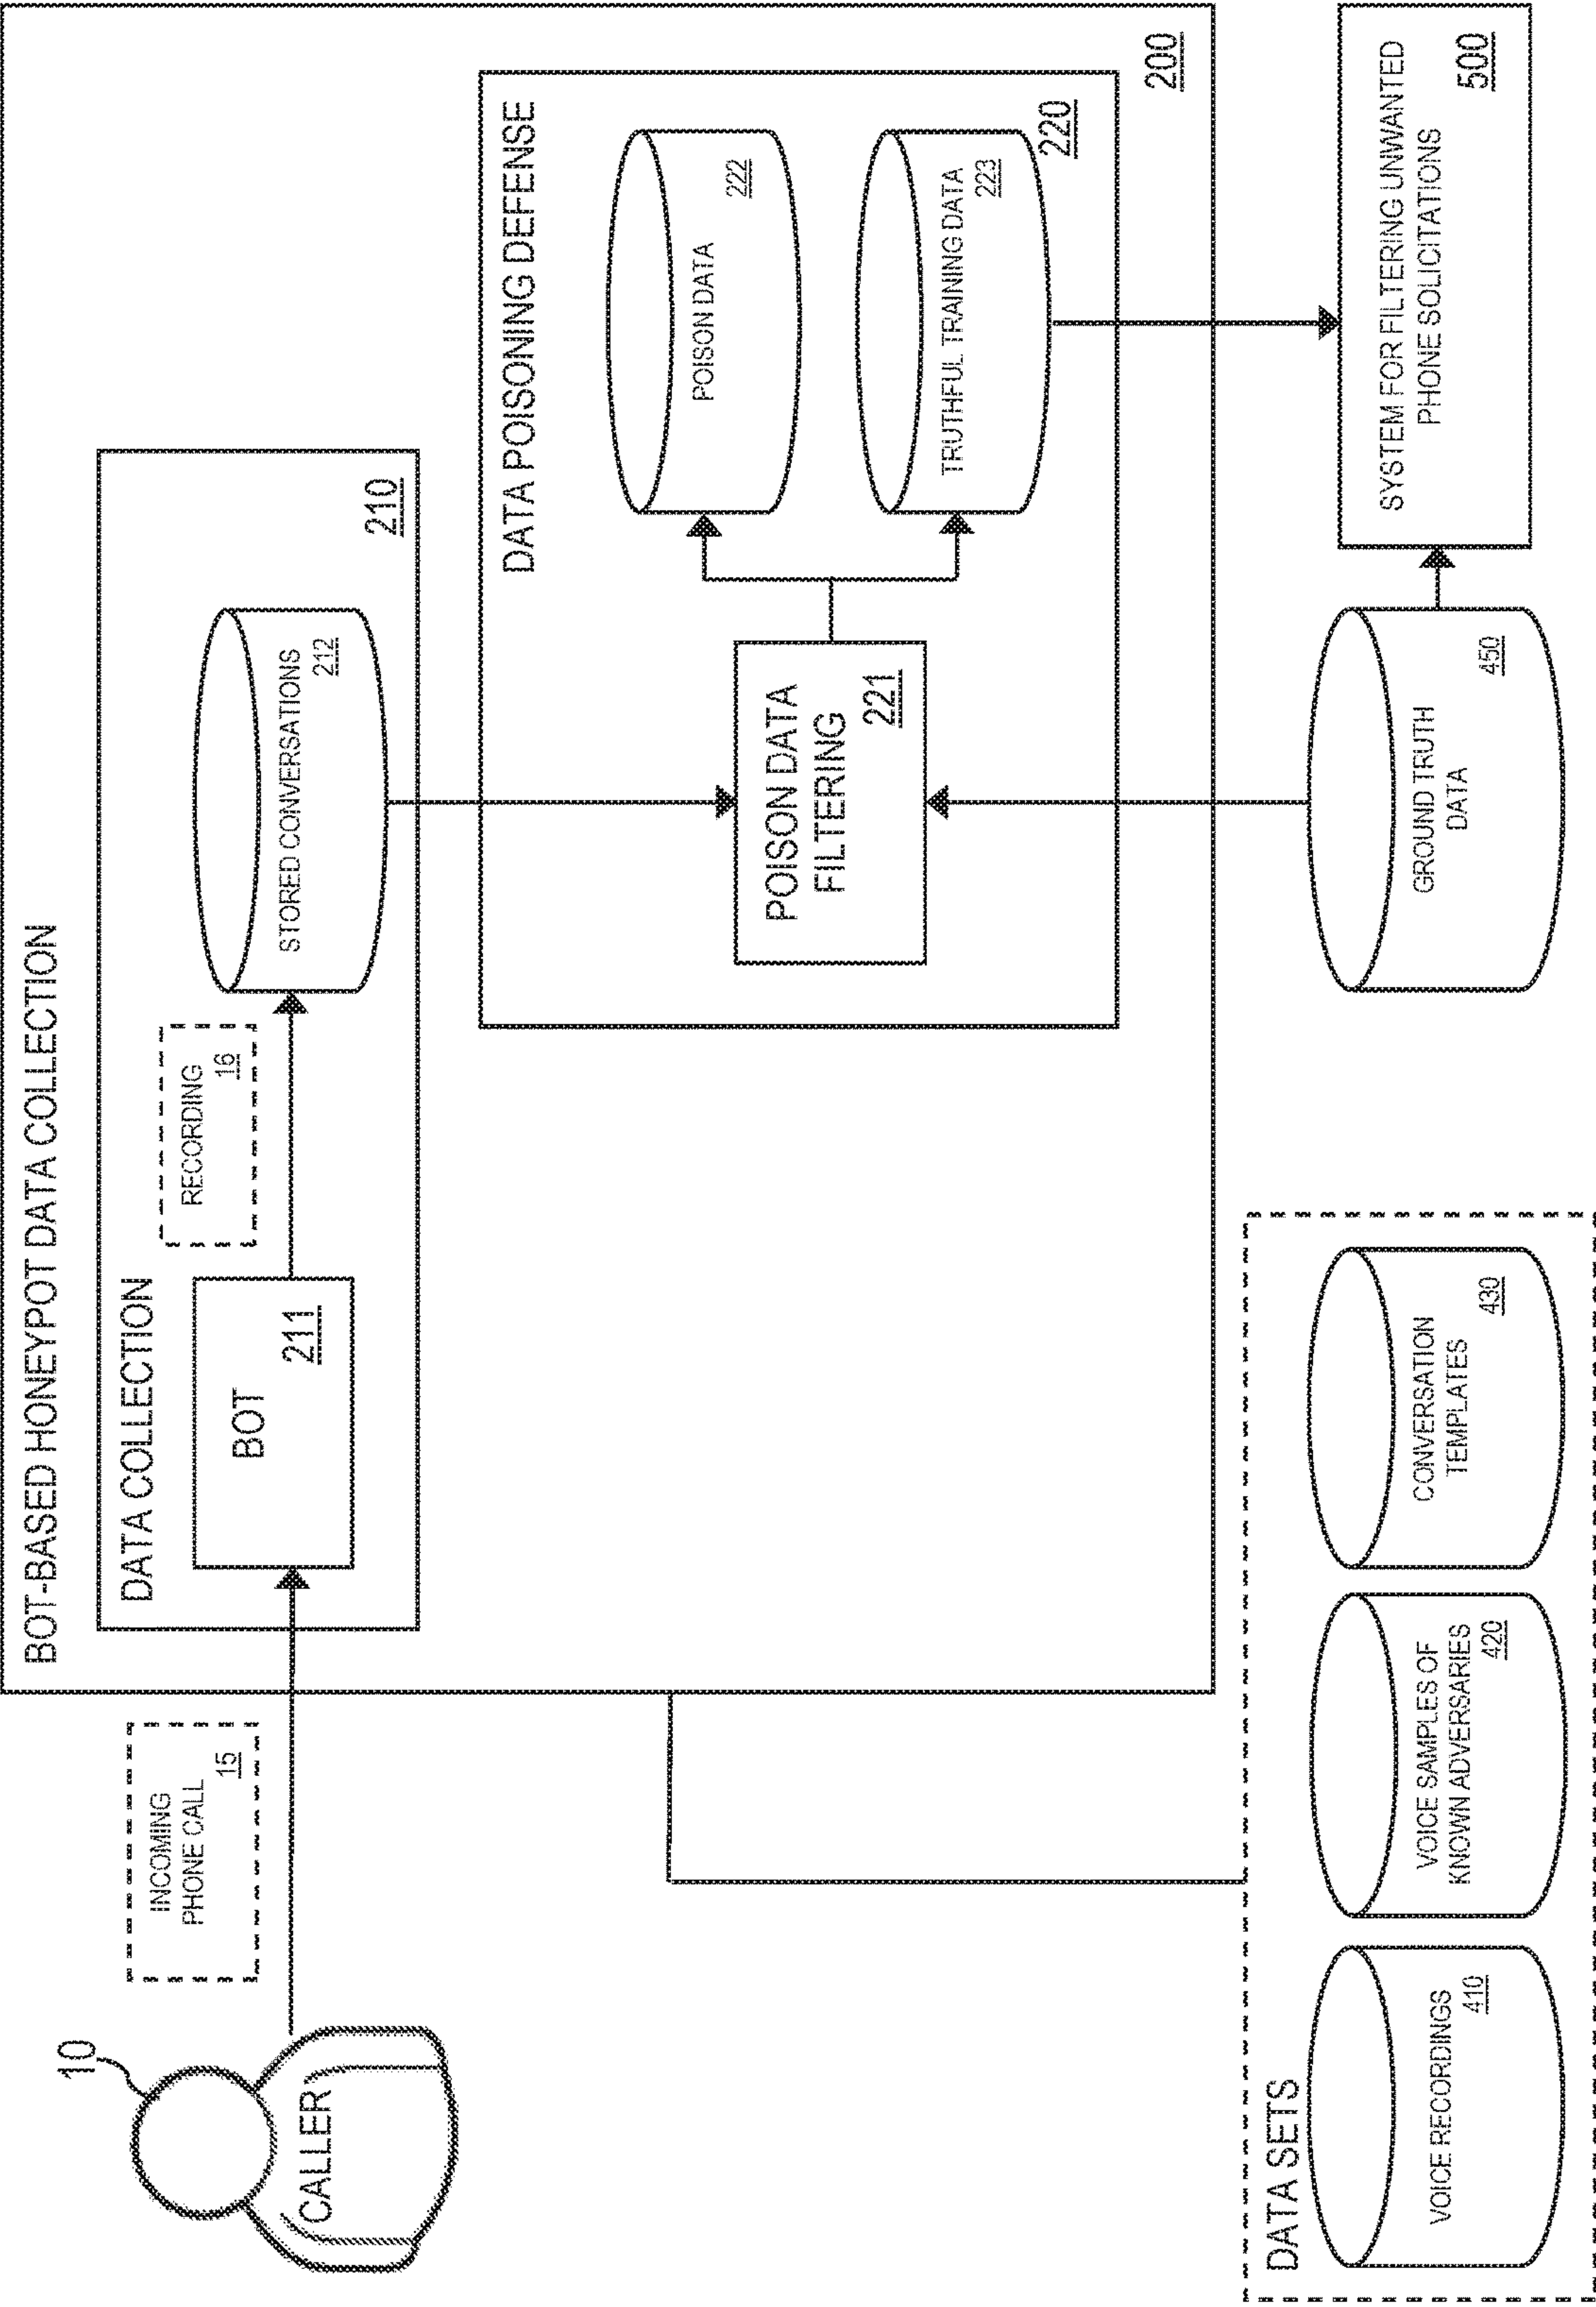 BOT-BASED HONEYPOT DATA COLLECTION
10
INCOMING
PHONE CALL
15
CALLER
DATA COLLECTION
BOT
211
RECORDING
16
STORED CONVERSATIONS
212
210
DATA POISONING DEFENSE
POISON DATA
FILTERING
221
POISON DATA
222
TRUTHFUL TRAINING DATA
223
220
200
DATA SETS
VOICE RECORDINGS
410
VOICE SAMPLES OF
KNOWN ADVERSARIES
420
CONVERSATION
TEMPLATES
430
GROUND TRUTH
DATA
450
SYSTEM FOR FILTERING UNWANTED
PHONE SOLICITATIONS
500